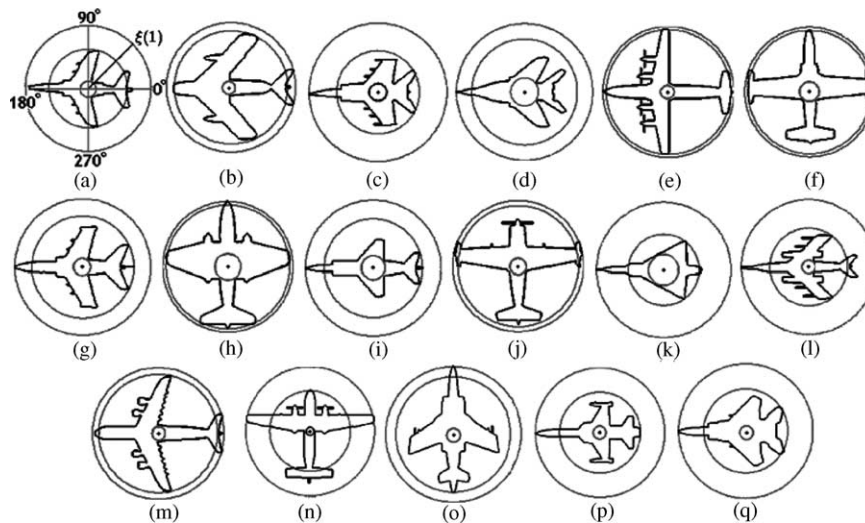 90°
ξ(1)
180°
0°
270°
(a) (b) (c) (d) (e) (f)
(g) (h) (i) (j) (k) (l)
(m) (n) (o) (p) (q)